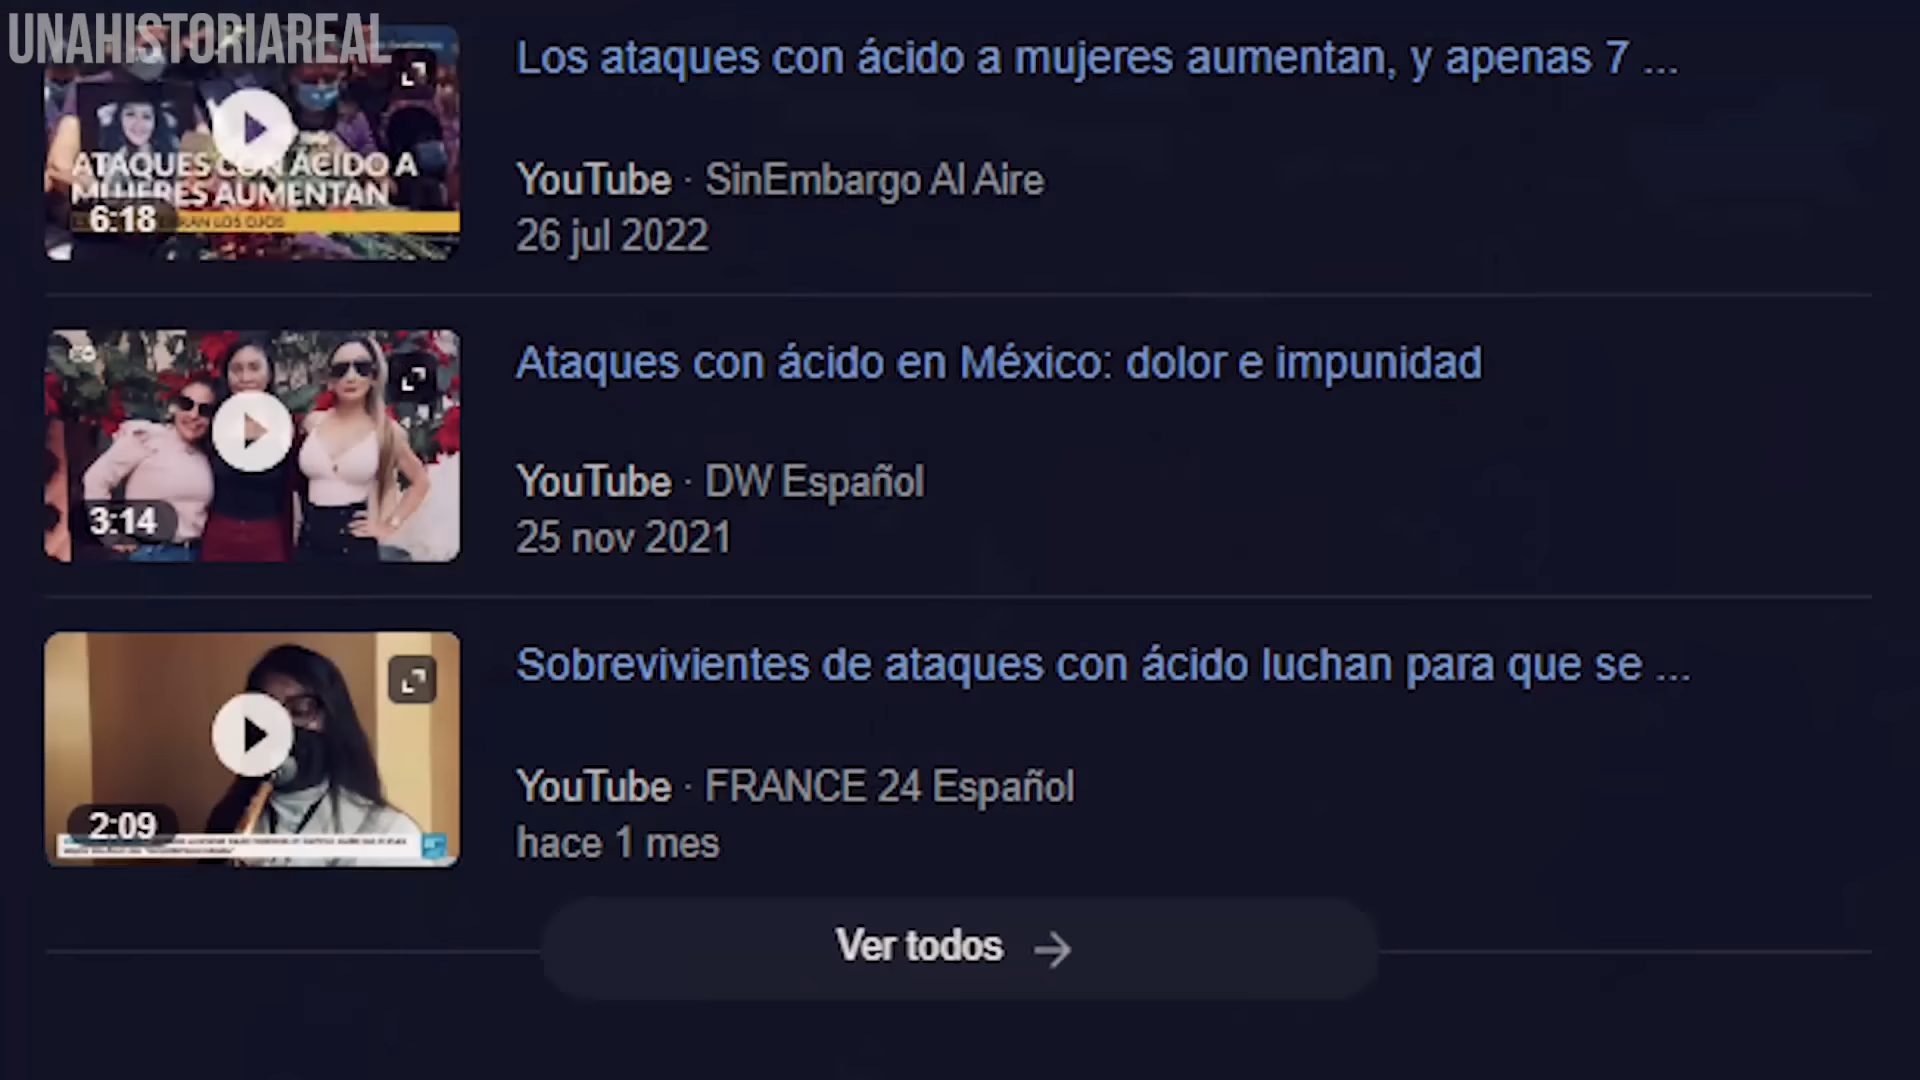 UNAHISTORIAREAL
ATAQUES CON ÁCIDO A
MUJERES AUMENTAN
RAN LOS OJOS
6:18
Los ataques con ácido a mujeres aumentan, y apenas 7 ...
YouTube · SinEmbargo Al Aire
26 jul 2022
3:14
Ataques con ácido en México: dolor e impunidad
YouTube · DW Español
25 nov 2021
2:09
Sobrevivientes de ataques con ácido luchan para que se ...
YouTube · FRANCE 24 Español
hace 1 mes
Ver todos